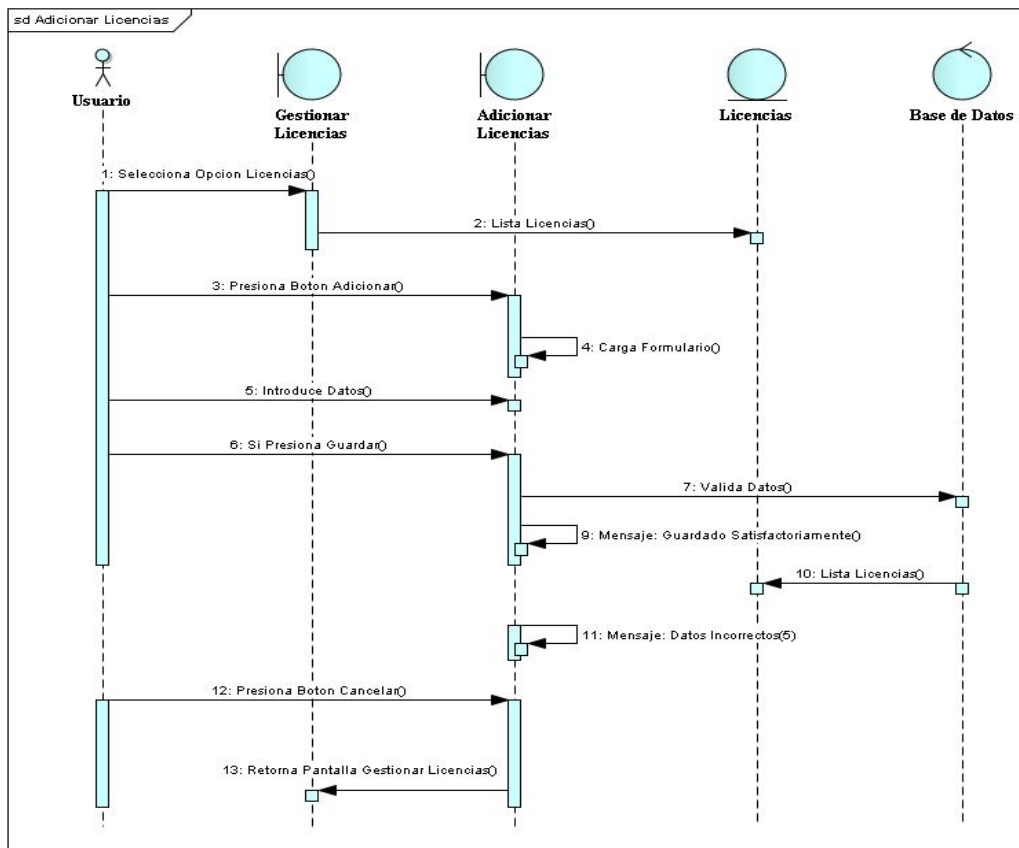 sd Adicionar Licencias
Usuario
Gestionar
Licencias
Adicionar
Licencias
Licencias
Base de Datos
1: Selecciona Opcion Licencias()
2: Lista Licencias()
3: Presiona Boton Adicionar()
4: Carga Formulario()
5: Introduce Datos()
6: Si Presiona Guardar()
7: Valida Datos()
9: Mensaje: Guardado Satisfactoriamente()
10: Lista Licencias()
11: Mensaje: Datos Incorrectos(5)
12: Presiona Boton Cancelar()
13: Retorna Pantalla Gestionar Licencias()